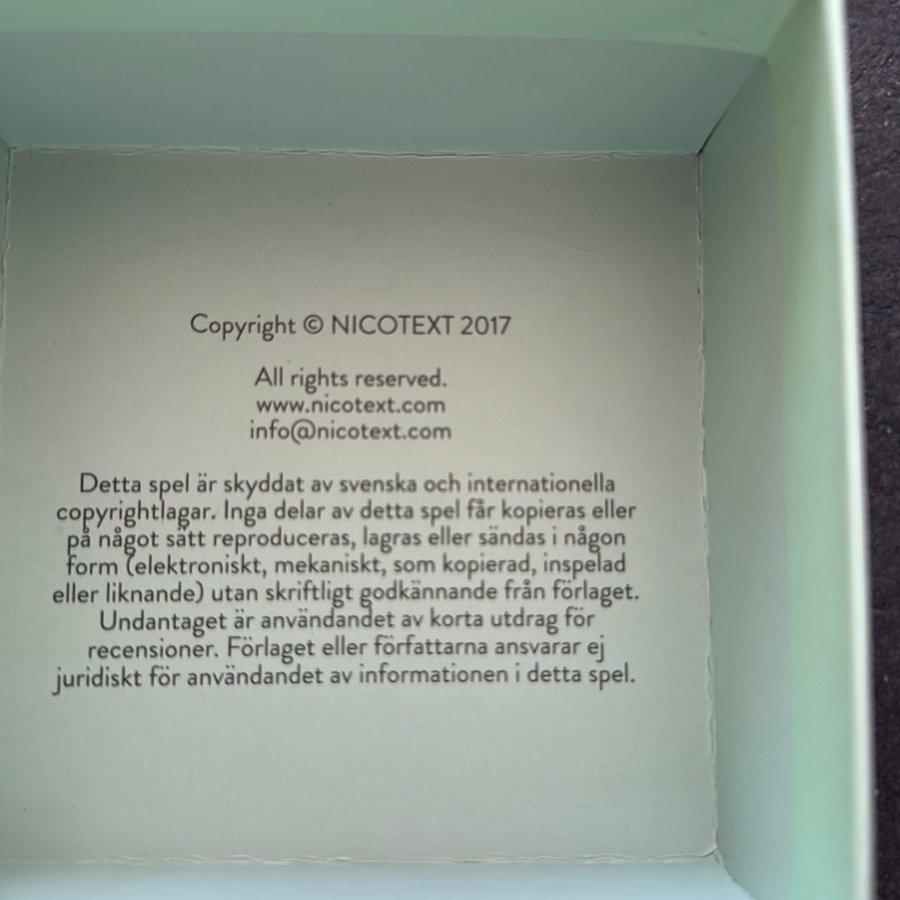 Copyright © NICOTEXT 2017
All rights reserved.
www.nicotext.com
info@nicotext.com
Detta spel är skyddat av svenska och internationella
copyrightlagar. Inga delar av detta spel får kopieras eller
på något sätt reproduceras, lagras eller sändas i någon
form (elektroniskt, mekaniskt, som kopierad, inspelad
eller liknande) utan skriftligt godkännande från förlaget.
Undantaget är användandet av korta utdrag för
recensioner. Förlaget eller författarna ansvarar ej
juridiskt för användandet av informationen i detta spel.